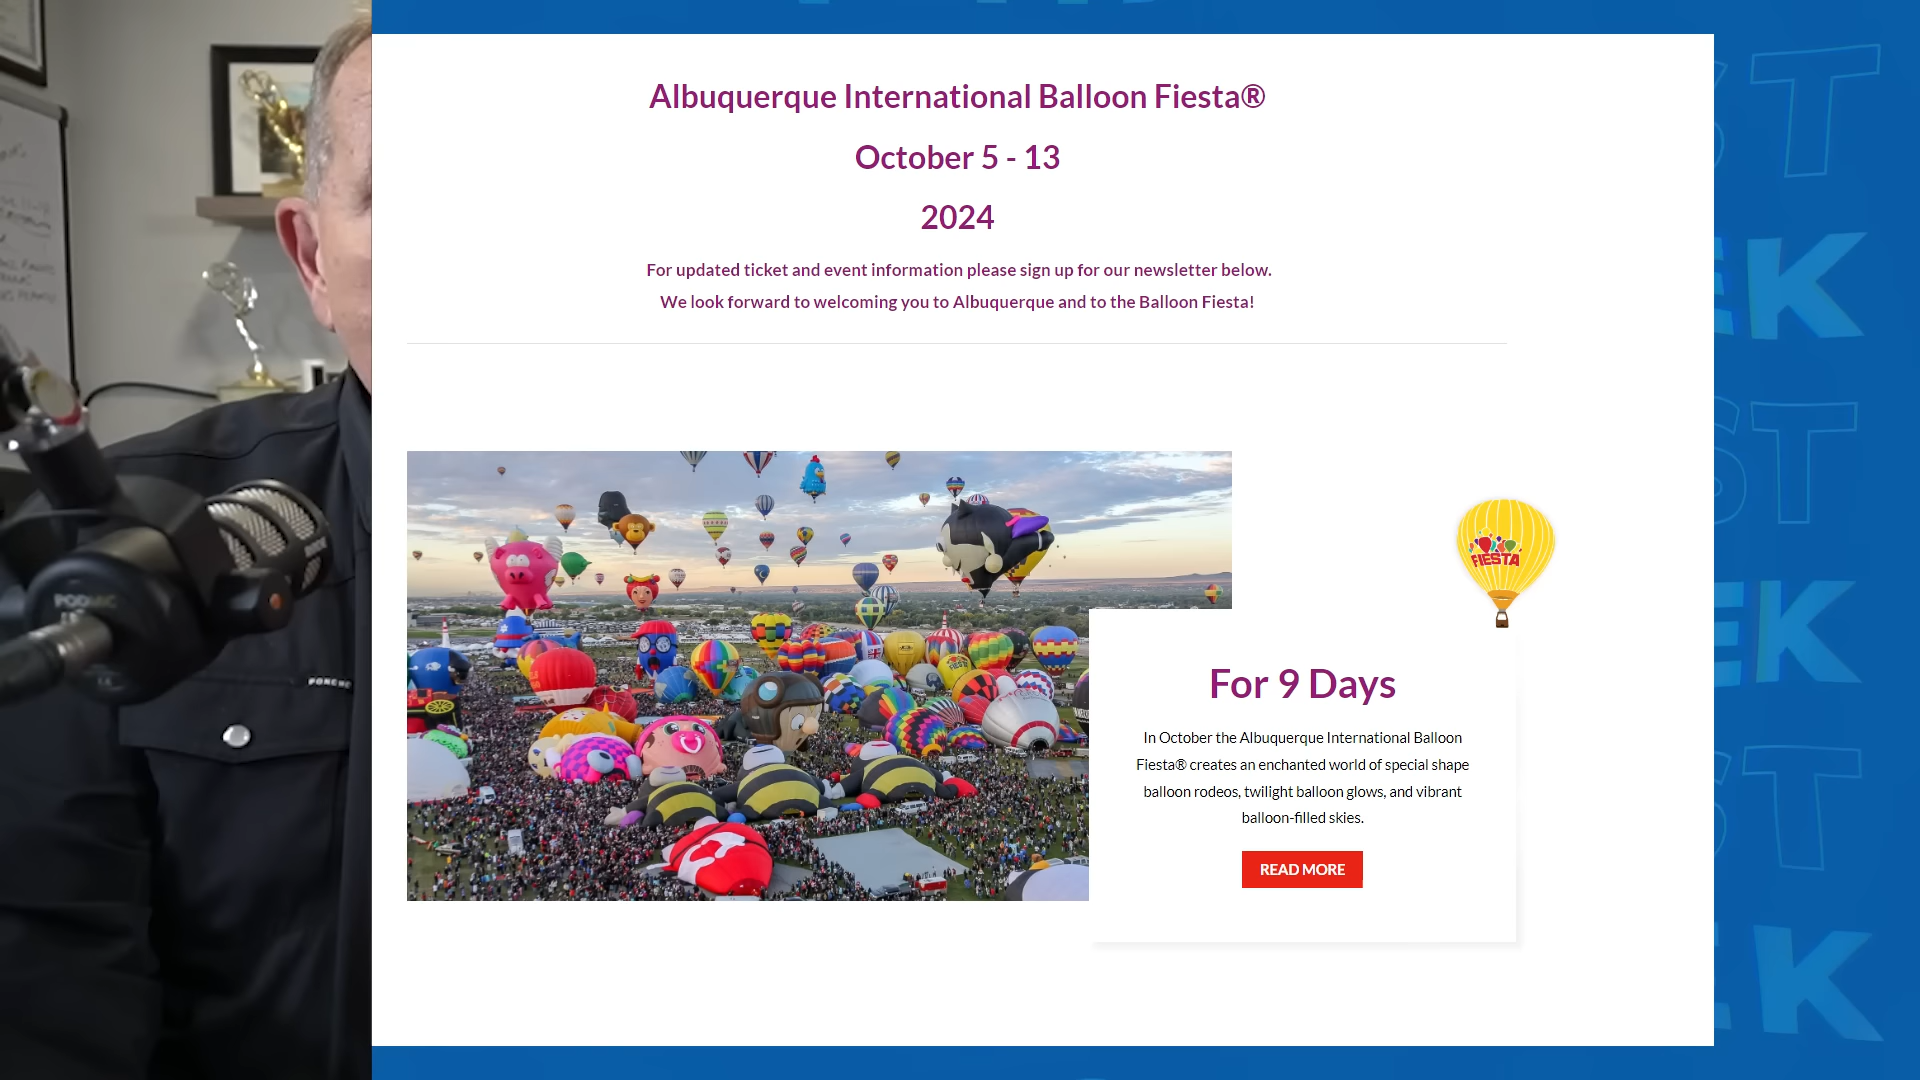 Albuquerque International Balloon Fiesta®
October 5 - 13
2024
For updated ticket and event information please sign up for our newsletter below.
We look forward to welcoming you to Albuquerque and to the Balloon Fiesta!
FIESTA
For 9 Days
In October the Albuquerque International Balloon
Fiesta® creates an enchanted world of special shape
balloon rodeos, twilight balloon glows, and vibrant
balloon-filled skies.
READ MORE
PONCHO